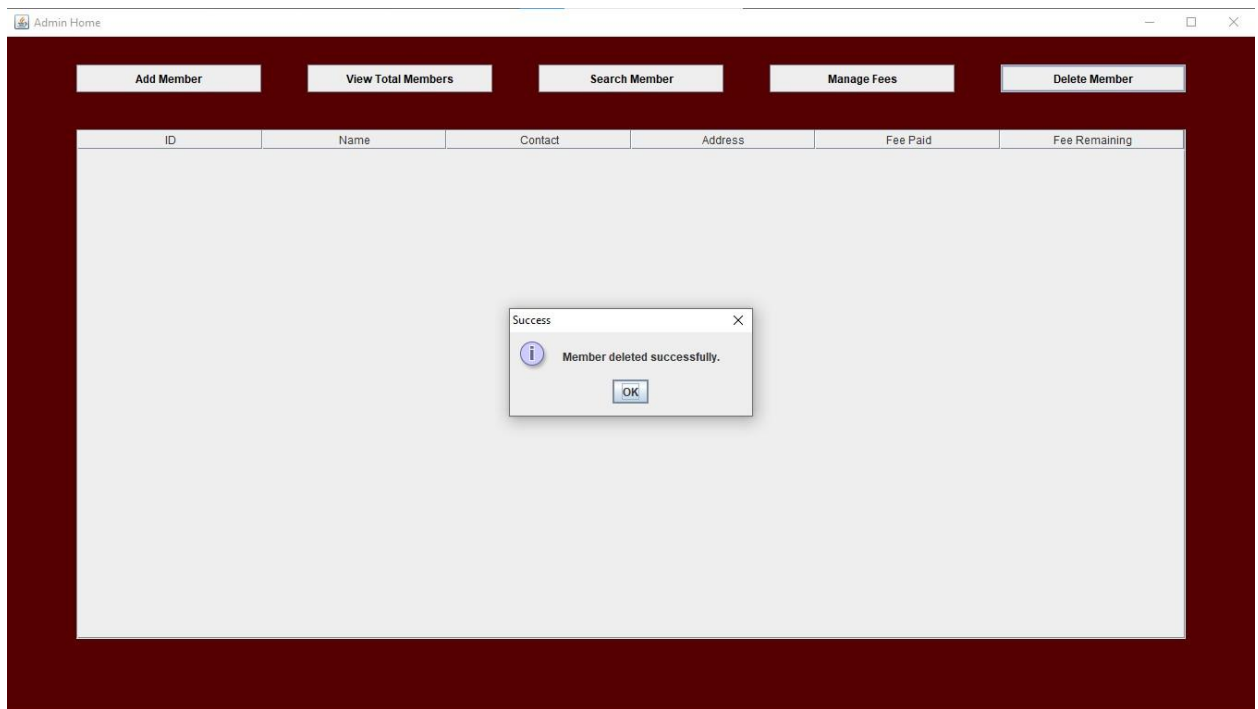 Admin Home
Add Member View Total Members Search Member Manage Fees Delete Member
ID Name Contact Address Fee Paid Fee Remaining
Success
Member deleted successfully.
OK